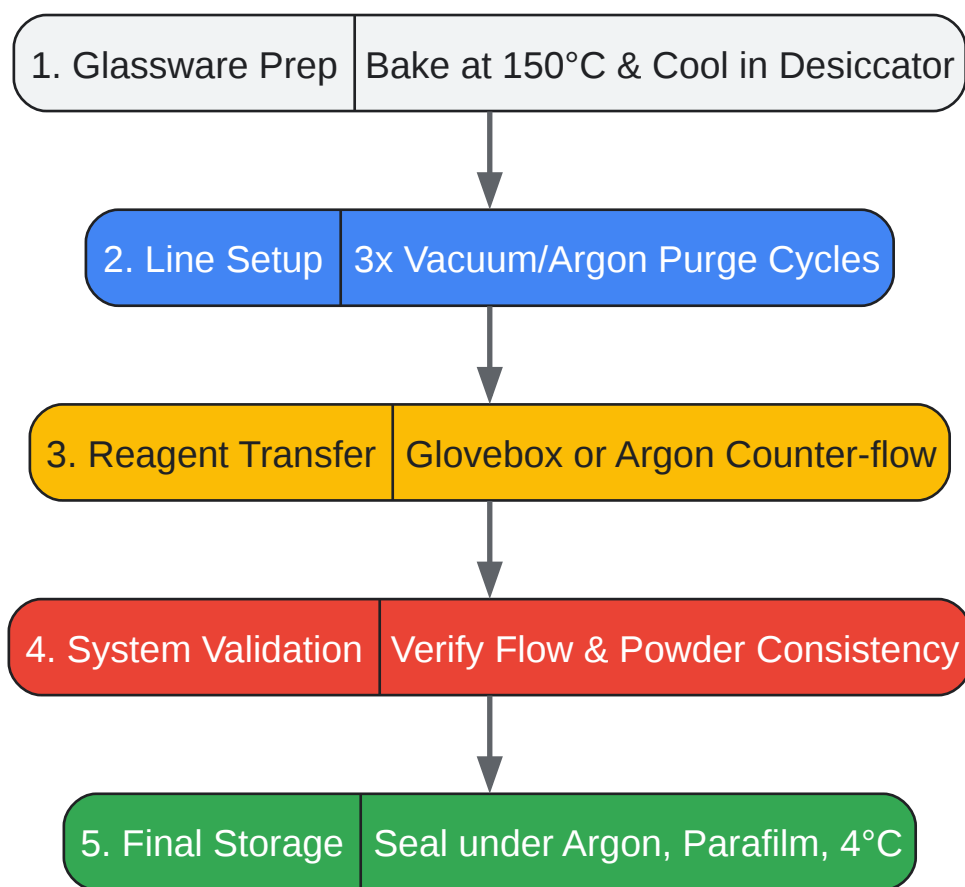 1. Glassware Prep Bake at 150°C & Cool in Desiccator
2. Line Setup 3x Vacuum/Argon Purge Cycles
3. Reagent Transfer Glovebox or Argon Counter-flow
4. System Validation Verify Flow & Powder Consistency
5. Final Storage Seal under Argon, Parafilm, 4°C